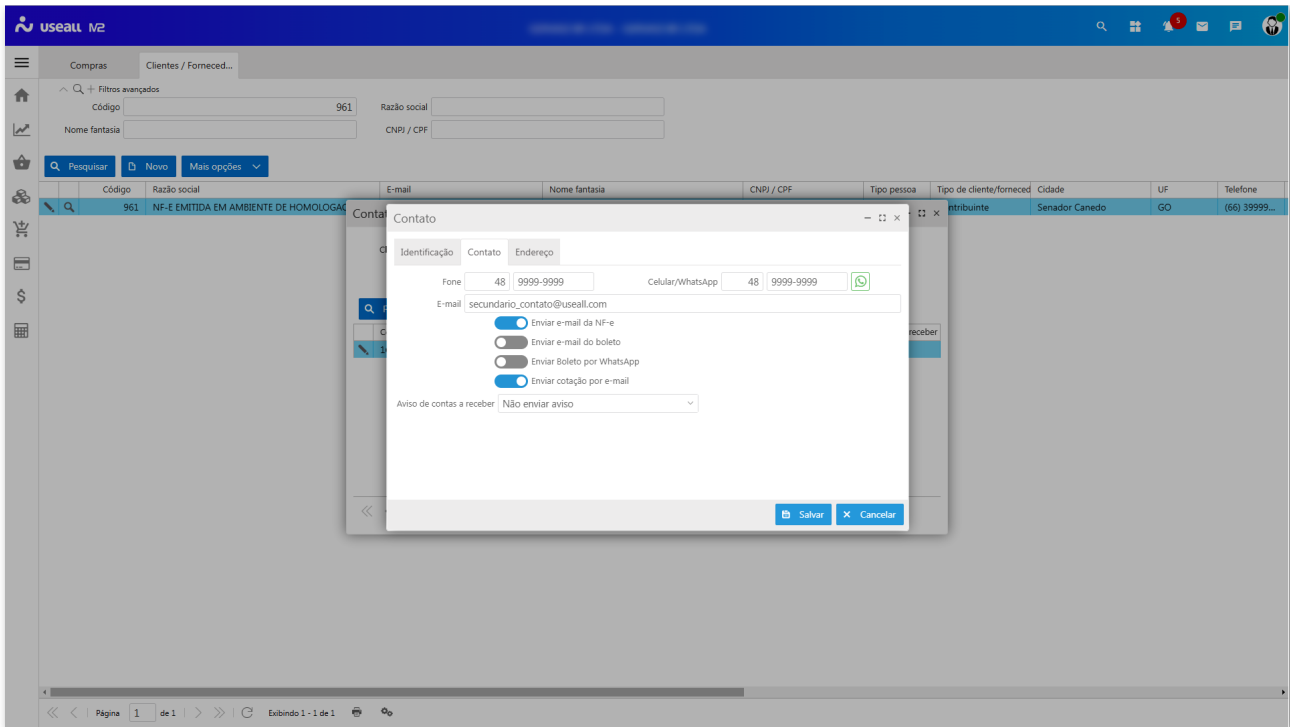 useall M2
5
Compras Clientes / Forneced...
Filtros avançados
Código 961 Razão social
Nome fantasia CNPJ / CPF
Pesquisar Novo Mais opções
Código Razão social E-mail Nome fantasia CNPJ / CPF Tipo pessoa Tipo de cliente/forneced Cidade UF Telefone
961 NF-E EMITIDA EM AMBIENTE DE HOMOLOGAÇ ntribuinte Senador Canedo GO (66) 39999...
Contat
Contato
Identificação Contato Endereço
Fone 48 9999-9999 Celular/WhatsApp 48 9999-9999
E-mail secundario_contato@useall.com
Enviar e-mail da NF-e
receber
Enviar e-mail do boleto
Enviar Boleto por WhatsApp
Enviar cotação por e-mail
Aviso de contas a receber Não enviar aviso
Salvar Cancelar
Página 1 de 1 Exibindo 1 - 1 de 1